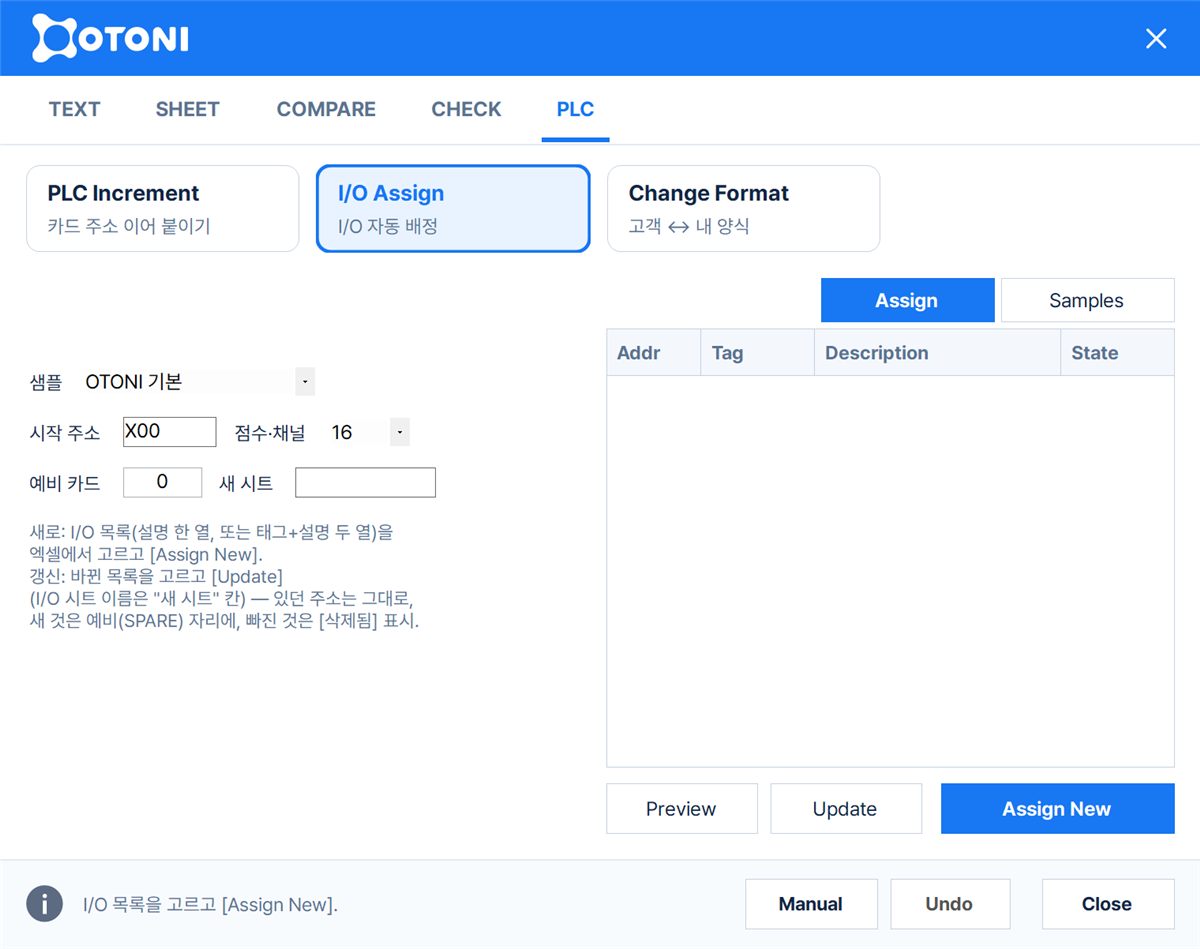 OTONI
TEXT SHEET COMPARE CHECK PLC
PLC Increment
카드 주소 이어 붙이기
I/O Assign
I/O 자동 배정
Change Format
고객 ↔ 내 양식
Assign Samples
Addr Tag Description State
샘플 OTONI 기본
시작 주소 X00 점수·채널 16
예비 카드 0 새 시트
새로: I/O 목록(설명 한 열, 또는 태그+설명 두 열)을
엑셀에서 고르고 [Assign New].
갱신: 바뀐 목록을 고르고 [Update]
(I/O 시트 이름은 "새 시트" 칸) — 있던 주소는 그대로,
새 것은 예비(SPARE) 자리에, 빠진 것은 [삭제됨] 표시.
Preview Update Assign New
I/O 목록을 고르고 [Assign New].
Manual Undo Close